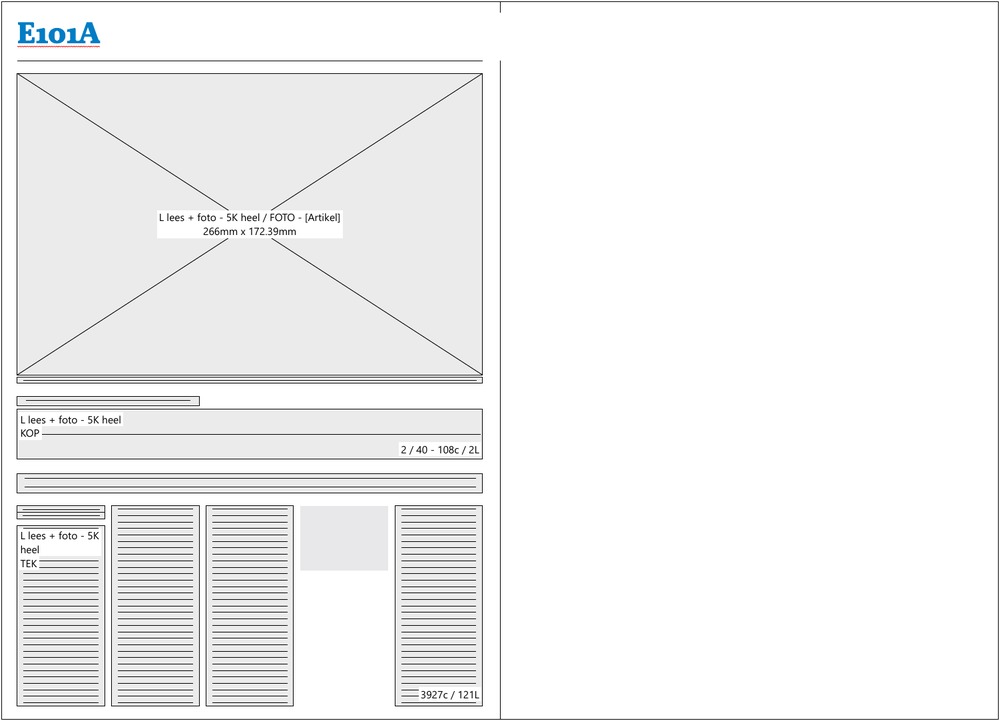 E101A
L lees + foto - 5K heel / FOTO - [Artikel]
266mm x 172.39mm
L lees + foto - 5K heel
KOP
2 / 40 - 108c / 2L
L lees + foto - 5K
heel
TEK
3927c / 121L